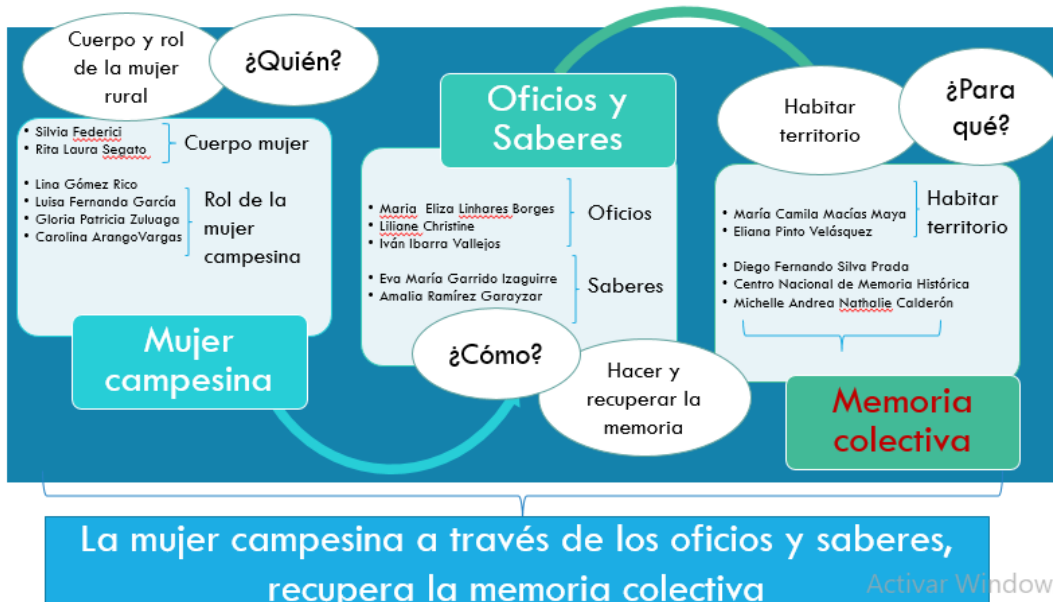 Cuerpo y rol
de la mujer
rural
¿Quién?
• Silvia Federici
• Rita Laura Segato
Cuerpo mujer
• Lina Gómez Rico
• Luisa Fernanda García
• Gloria Patricia Zuluaga
• Carolina ArangoVargas
Rol de la
mujer
campesina
Mujer
campesina
Oficios y
Saberes
• Maria Eliza Linhares Borges
• Liliane Christine
• Iván Ibarra Vallejos
Oficios
• Eva María Garrido Izaguirre
• Amalia Ramírez Garayzar
Saberes
¿Cómo?
Hacer y
recuperar la
memoria
Habitar
territorio
¿Para
qué?
• María Camila Macías Maya
• Eliana Pinto Velásquez
Habitar
territorio
• Diego Fernando Silva Prada
• Centro Nacional de Memoria Histórica
• Michelle Andrea Nathalie Calderón
Memoria
colectiva
La mujer campesina a través de los oficios y saberes,
recupera la memoria colectiva
Activar Window